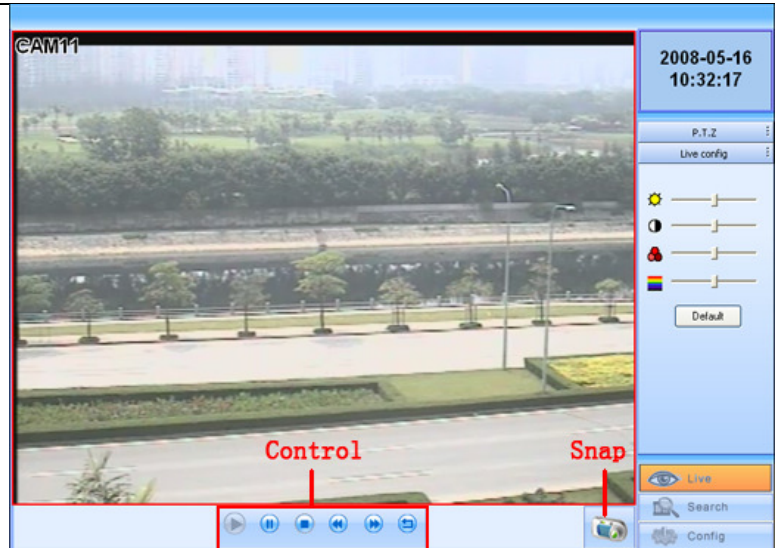 CAM11
2008-05-16
10:32:17
P.T.Z
Live config
Default
Control
Snap
Live
Search
Config